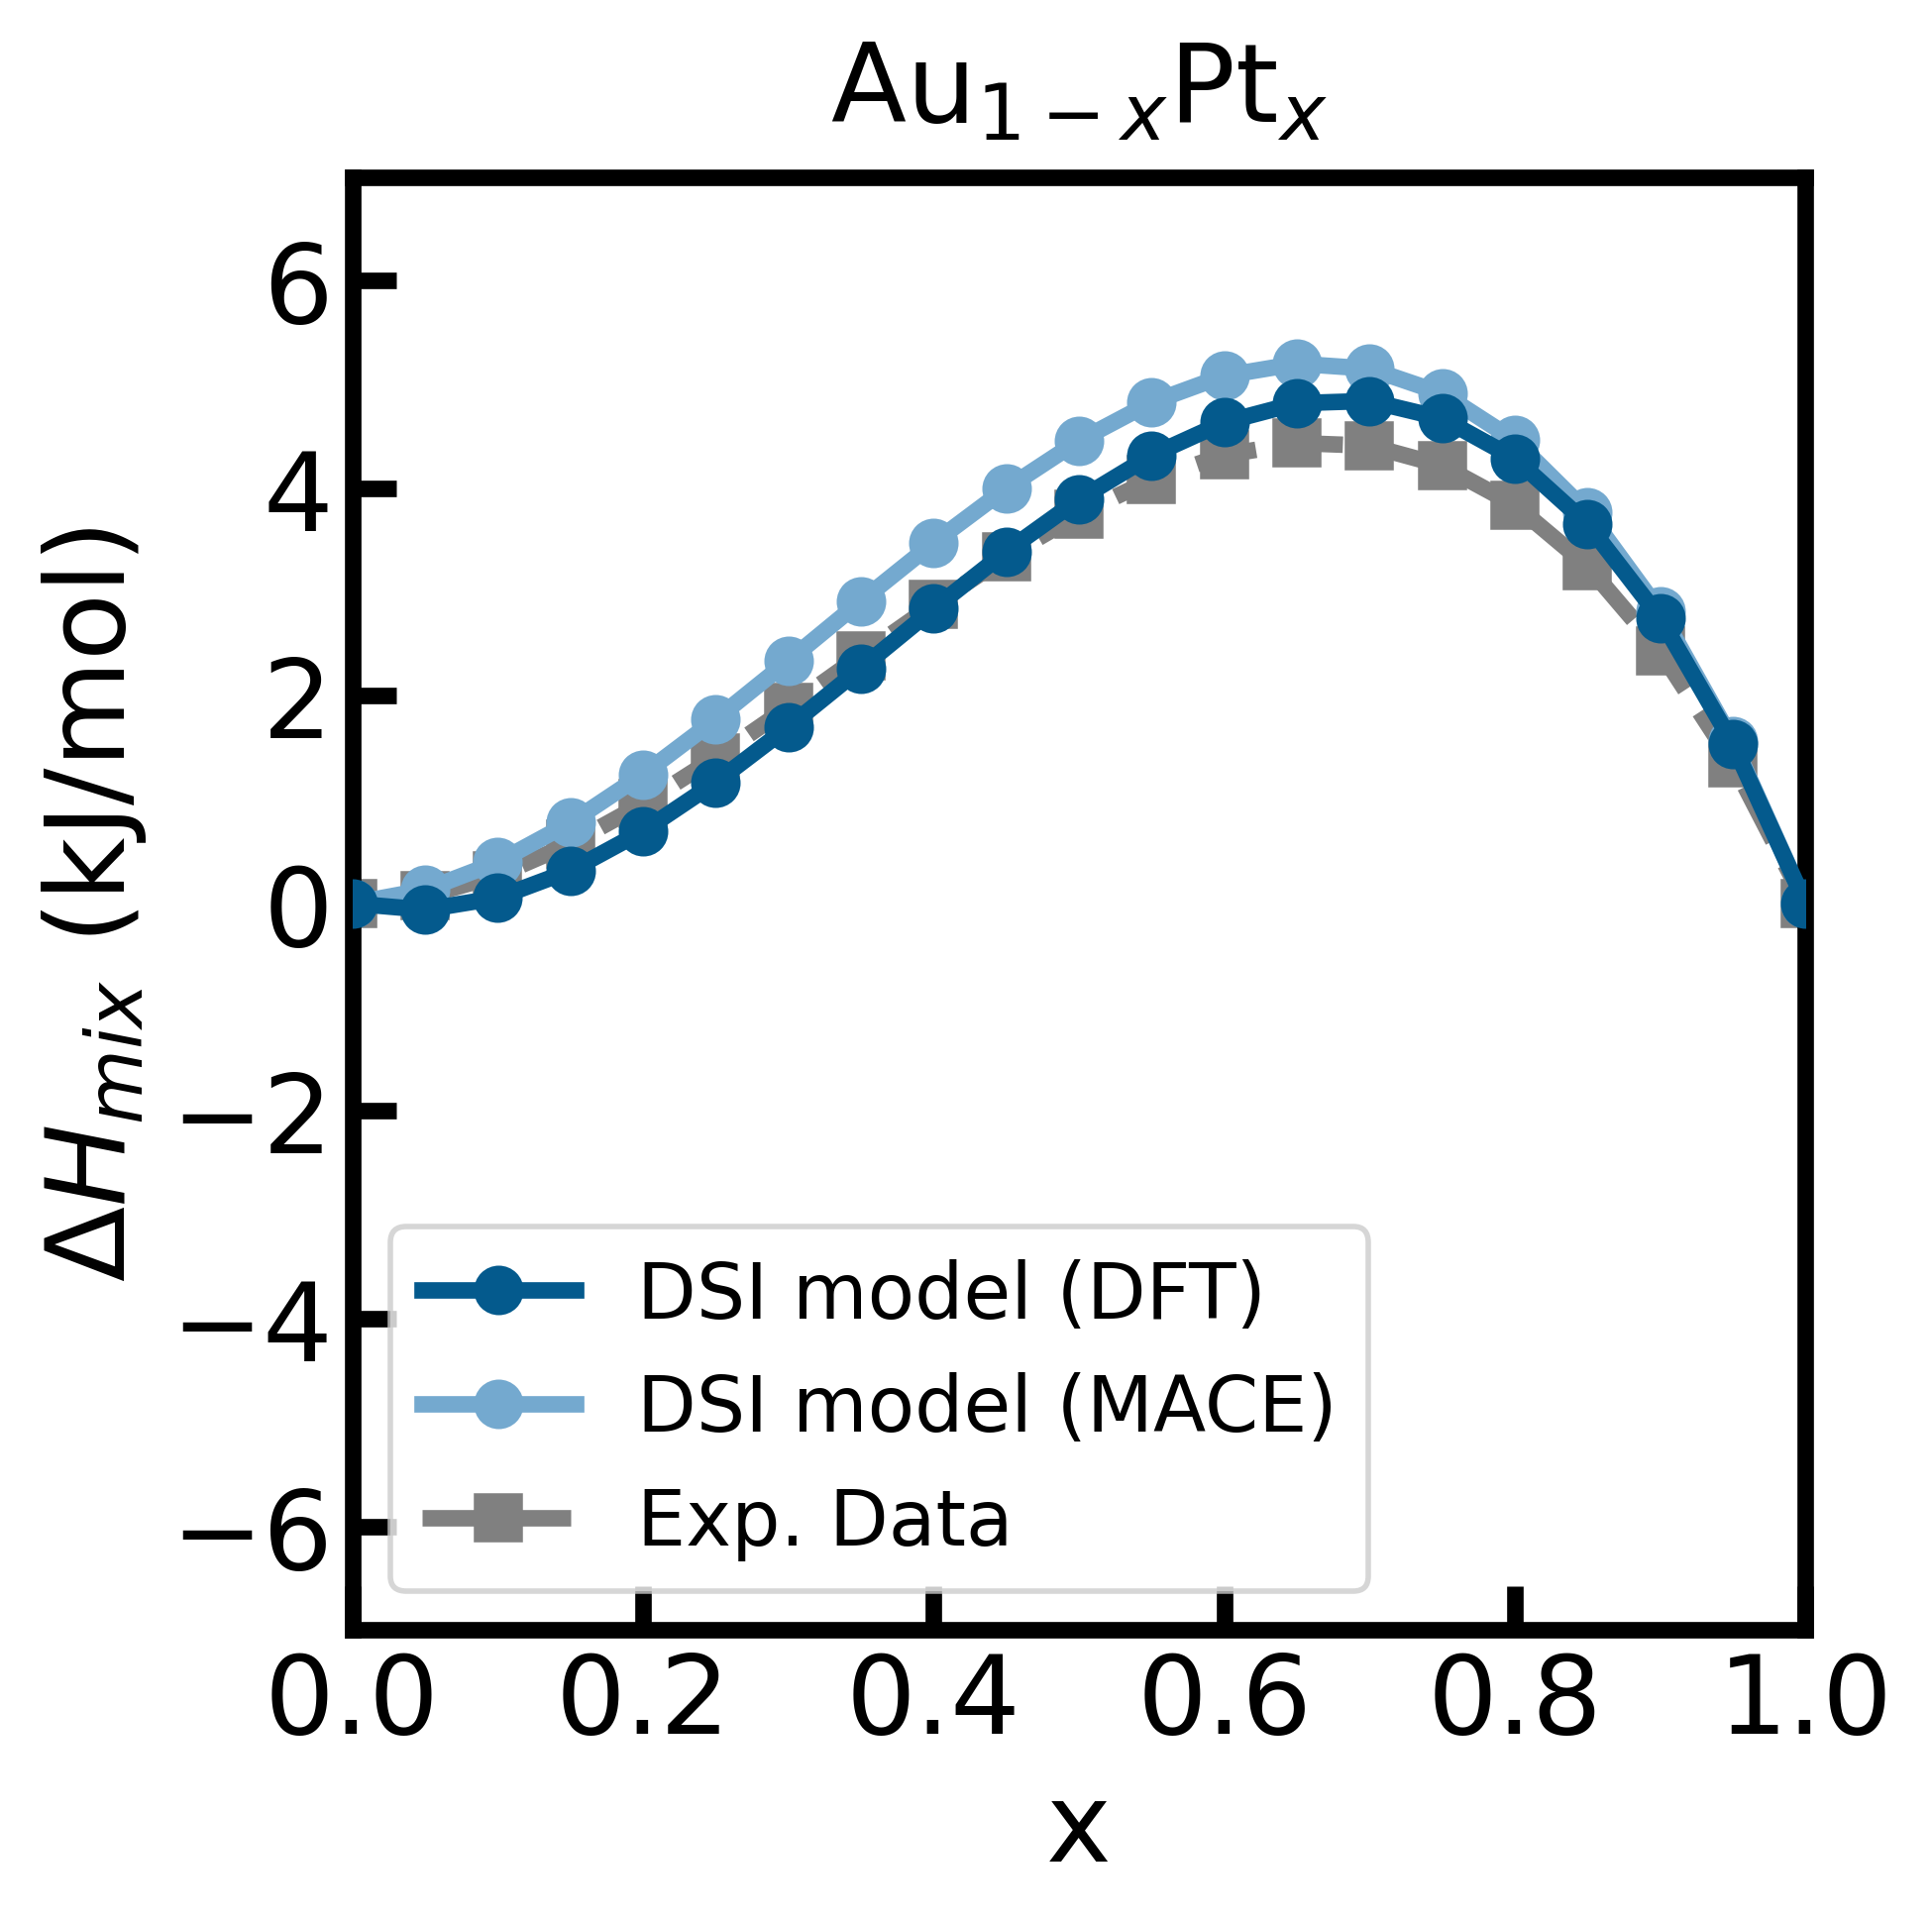 Au₁₋ₓPtₓ
ΔH_mix (kJ/mol)
6
4
2
0
−2
−4
−6
DSI model (DFT)
DSI model (MACE)
Exp. Data
0.0 0.2 0.4 0.6 0.8 1.0
x